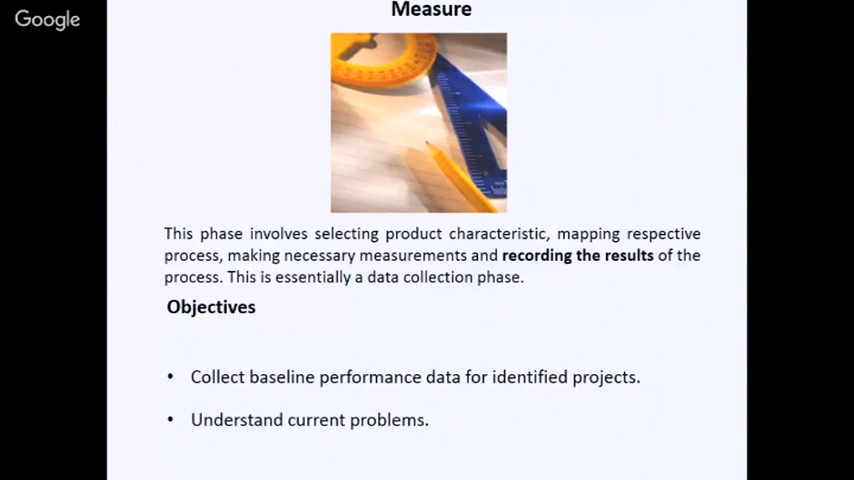 Google
Measure
This phase involves selecting product characteristic, mapping respective
process, making necessary measurements and recording the results of the
process. This is essentially a data collection phase.
Objectives
• Collect baseline performance data for identified projects.
• Understand current problems.